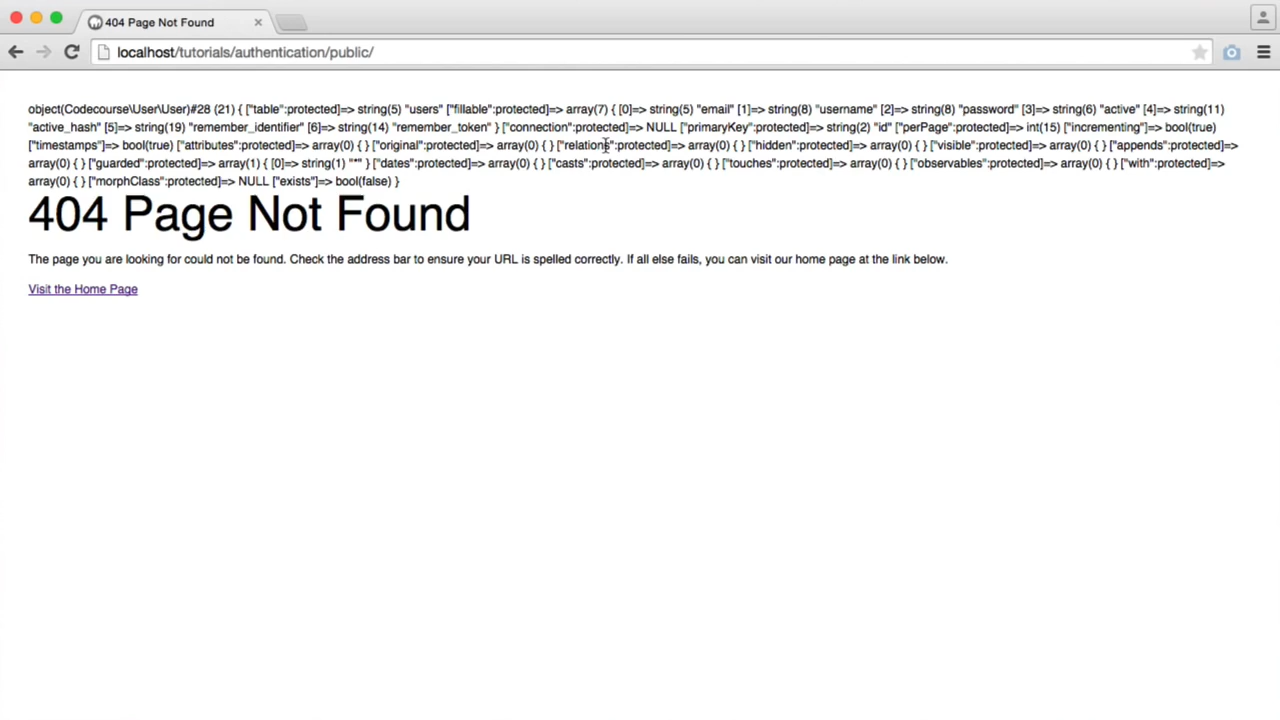 404 Page Not Found
localhost/tutorials/authentication/public/
object(Codecourse\User\User)#28 (21) { ["table":protected]=> string(5) "users" ["fillable":protected]=> array(7) { [0]=> string(5) "email" [1]=> string(8) "username" [2]=> string(8) "password" [3]=> string(6) "active" [4]=> string(11)
"active_hash" [5]=> string(19) "remember_identifier" [6]=> string(14) "remember_token" } ["connection":protected]=> NULL ["primaryKey":protected]=> string(2) "id" ["perPage":protected]=> int(15) ["incrementing"]=> bool(true)
["timestamps"]=> bool(true) ["attributes":protected]=> array(0) { } ["original":protected]=> array(0) { } ["relations":protected]=> array(0) { } ["hidden":protected]=> array(0) { } ["visible":protected]=> array(0) { } ["appends":protected]=>
array(0) { } ["guarded":protected]=> array(1) { [0]=> string(1) "*" } ["dates":protected]=> array(0) { } ["casts":protected]=> array(0) { } ["touches":protected]=> array(0) { } ["observables":protected]=> array(0) { } ["with":protected]=>
array(0) { } ["morphClass":protected]=> NULL ["exists"]=> bool(false) }
404 Page Not Found
The page you are looking for could not be found. Check the address bar to ensure your URL is spelled correctly. If all else fails, you can visit our home page at the link below.
Visit the Home Page